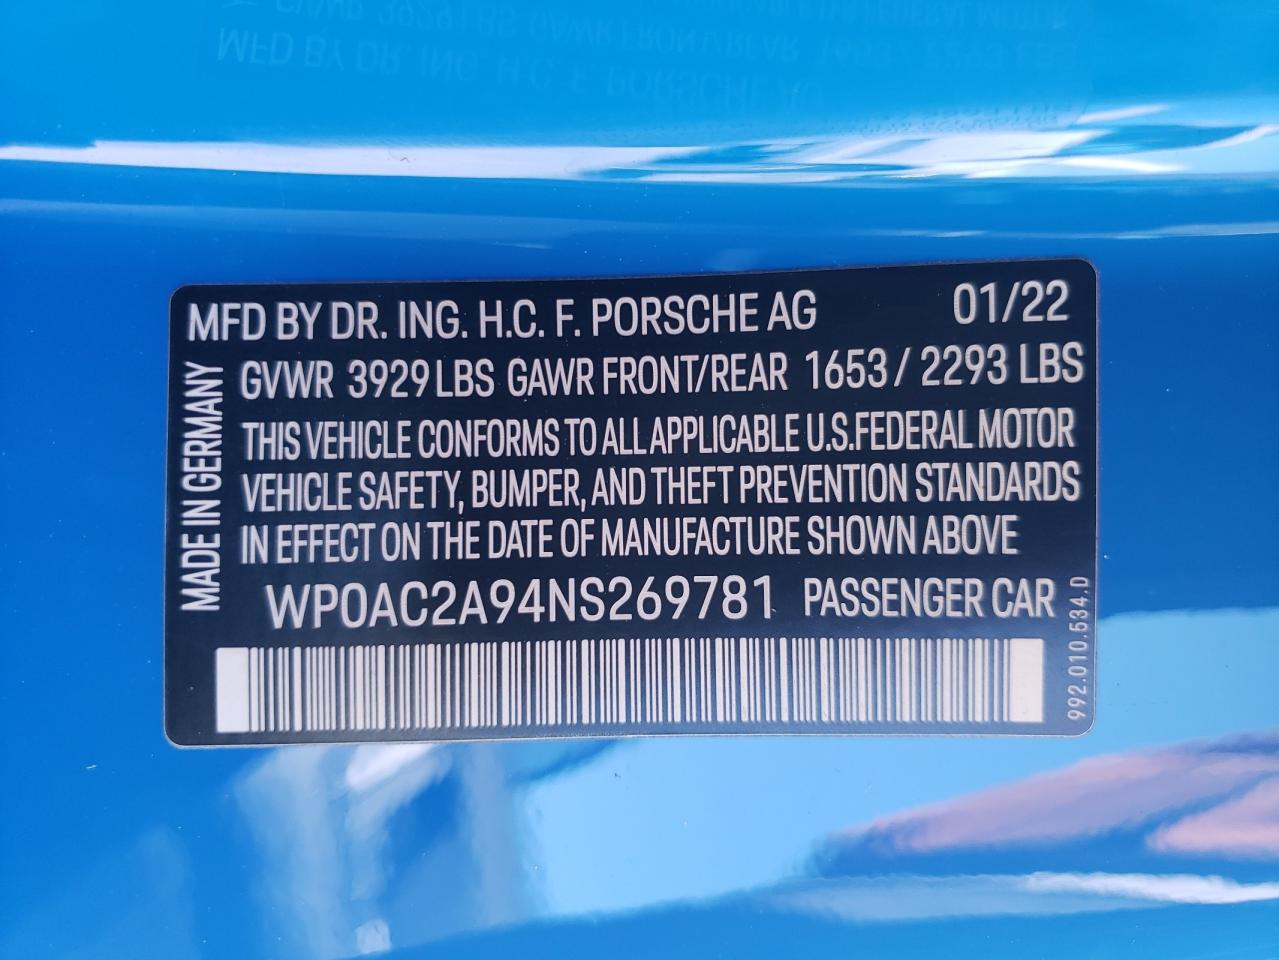 MFD BY DR. ING. H.C. F. PORSCHE AG 01/22
MADE IN GERMANY
GVWR 3929 LBS GAWR FRONT/REAR 1653 / 2293 LBS
THIS VEHICLE CONFORMS TO ALL APPLICABLE U.S.FEDERAL MOTOR
VEHICLE SAFETY, BUMPER, AND THEFT PREVENTION STANDARDS
IN EFFECT ON THE DATE OF MANUFACTURE SHOWN ABOVE
WP0AC2A94NS269781 PASSENGER CAR
992.010.534.D